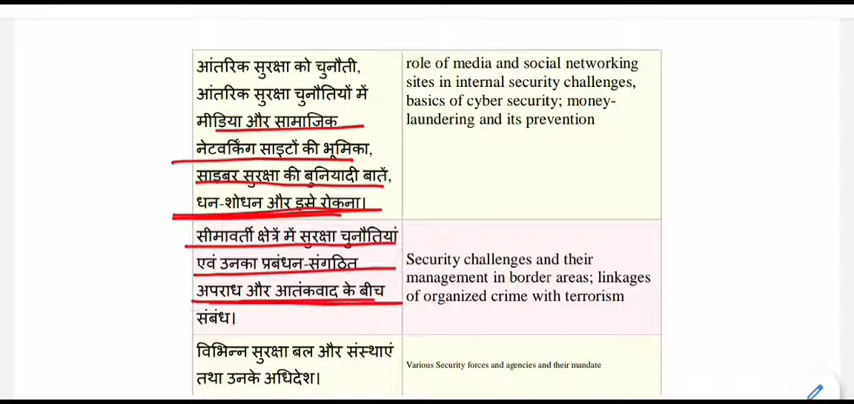 आंतरिक सुरक्षा को चुनौती,
आंतरिक सुरक्षा चुनौतियों में
मीडिया और सामाजिक
नेटवर्किंग साइटों की भूमिका,
साइबर सुरक्षा की बुनियादी बातें,
धन-शोधन और इसे रोकना।
role of media and social networking
sites in internal security challenges,
basics of cyber security; money-
laundering and its prevention
सीमावर्ती क्षेत्रें में सुरक्षा चुनौतियां
एवं उनका प्रबंधन-संगठित
अपराध और आतंकवाद के बीच
संबंध।
Security challenges and their
management in border areas; linkages
of organized crime with terrorism
विभिन्न सुरक्षा बल और संस्थाएं
तथा उनके अधिदेश।
Various Security forces and agencies and their mandate